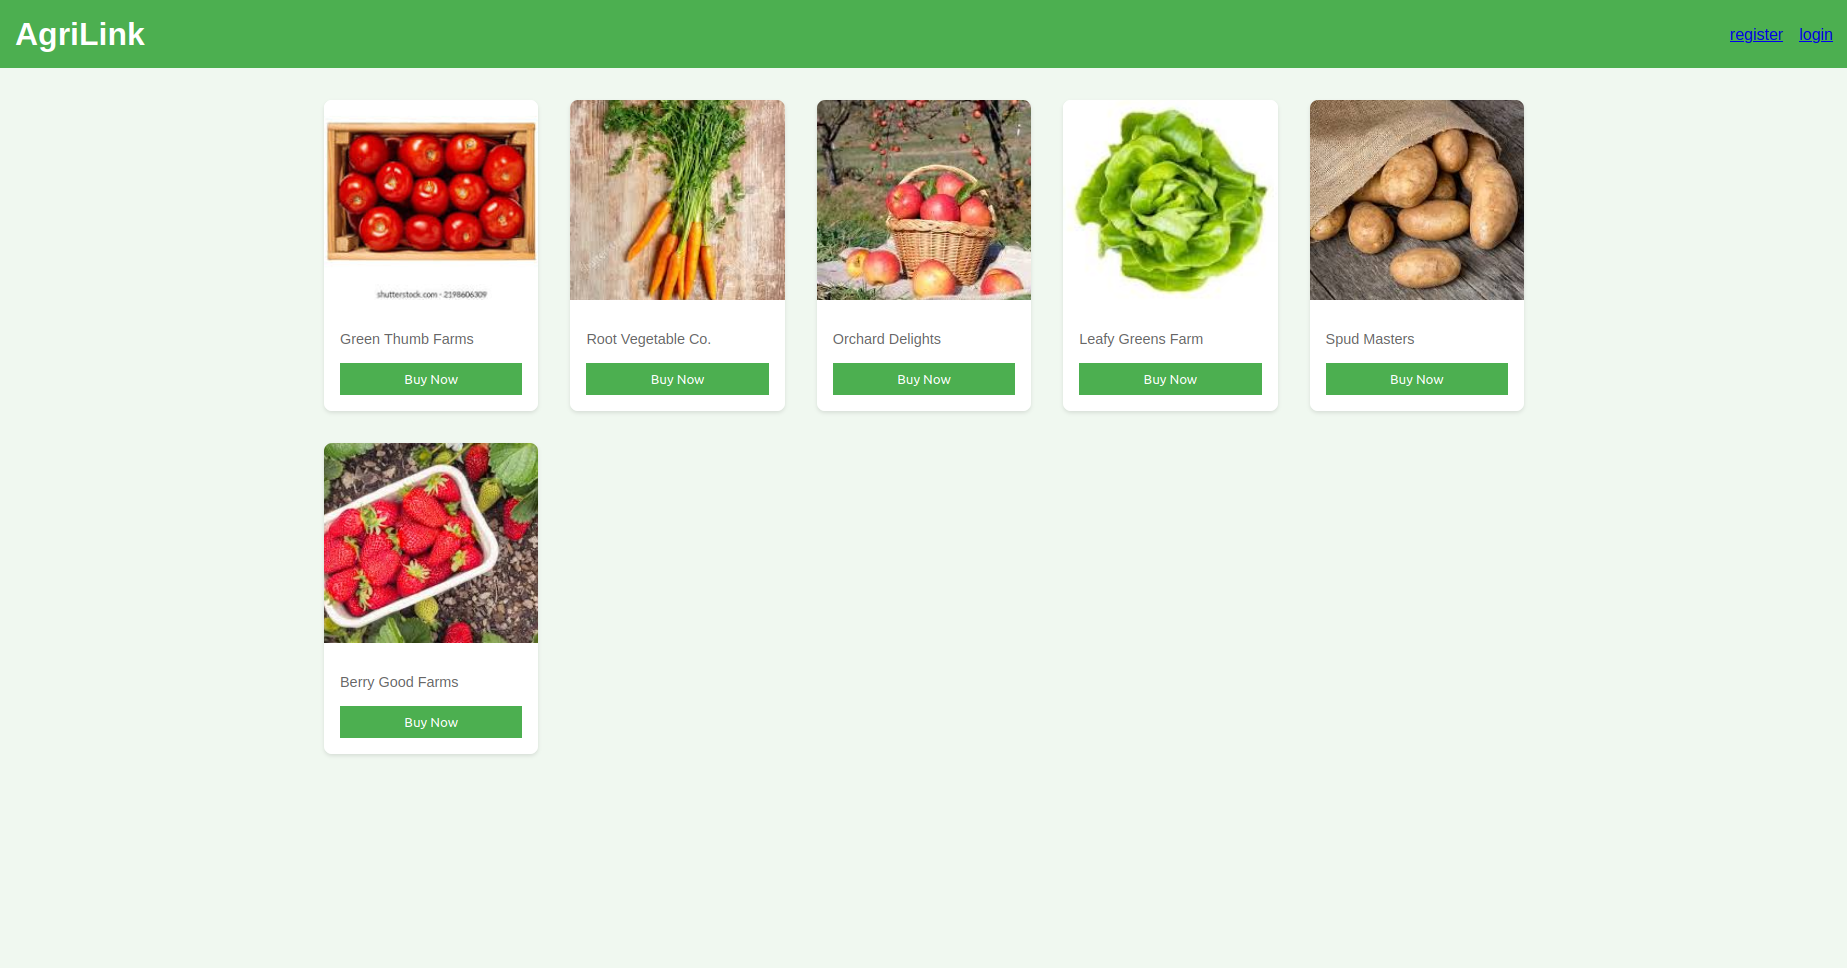 AgriLink
register login
shutterstock.com · 2198606309
Green Thumb Farms
Root Vegetable Co.
Orchard Delights
Leafy Greens Farm
Spud Masters
Buy Now
Buy Now
Buy Now
Buy Now
Buy Now
Berry Good Farms
Buy Now